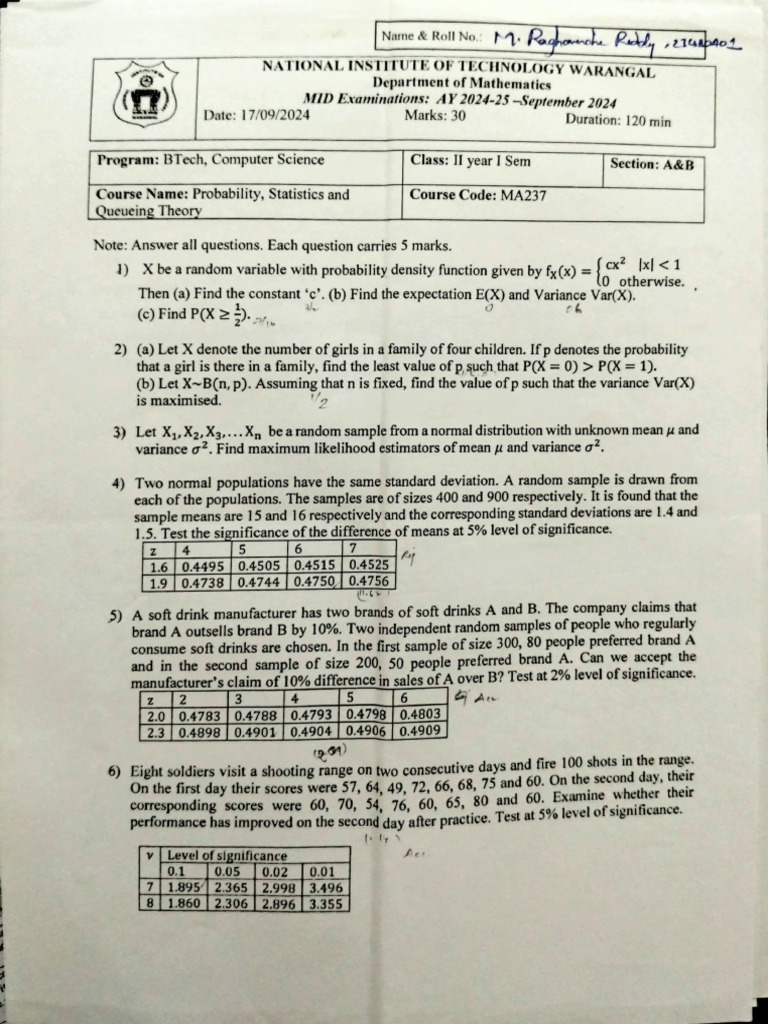 Name & Roll No.: M. Reddy
NATIONAL INSTITUTE OF TECHNOLOGY WARANGAL
Department of Mathematics
MID Examinations: AY 2024-25 –September 2024
Date: 17/09/2024 Marks: 30 Duration: 120 min
WARANGAL
Program: BTech, Computer Science Class: II year I Sem Section: A&B
Course Name: Probability, Statistics and Course Code: MA237
Queueing Theory
Note: Answer all questions. Each question carries 5 marks.
1) X be a random variable with probability density function given by fX(x) = { cx² |x| < 1
0 otherwise.
Then (a) Find the constant ‘c’. (b) Find the expectation E(X) and Variance Var(X).
(c) Find P(X ≥ 1/2).
2) (a) Let X denote the number of girls in a family of four children. If p denotes the probability
that a girl is there in a family, find the least value of p such that P(X = 0) > P(X = 1).
(b) Let X~B(n, p). Assuming that n is fixed, find the value of p such that the variance Var(X)
is maximised. 1/2
3) Let X₁, X₂, X₃, … Xₙ be a random sample from a normal distribution with unknown mean μ and
variance σ². Find maximum likelihood estimators of mean μ and variance σ².
4) Two normal populations have the same standard deviation. A random sample is drawn from
each of the populations. The samples are of sizes 400 and 900 respectively. It is found that the
sample means are 15 and 16 respectively and the corresponding standard deviations are 1.4 and
1.5. Test the significance of the difference of means at 5% level of significance.
z 4 5 6 7
1.6 0.4495 0.4505 0.4515 0.4525
1.9 0.4738 0.4744 0.4750 0.4756
5) A soft drink manufacturer has two brands of soft drinks A and B. The company claims that
brand A outsells brand B by 10%. Two independent random samples of people who regularly
consume soft drinks are chosen. In the first sample of size 300, 80 people preferred brand A
and in the second sample of size 200, 50 people preferred brand A. Can we accept the
manufacturer's claim of 10% difference in sales of A over B? Test at 2% level of significance.
z 2 3 4 5 6
2.0 0.4783 0.4788 0.4793 0.4798 0.4803
2.3 0.4898 0.4901 0.4904 0.4906 0.4909
6) Eight soldiers visit a shooting range on two consecutive days and fire 100 shots in the range.
On the first day their scores were 57, 64, 49, 72, 66, 68, 75 and 60. On the second day, their
corresponding scores were 60, 70, 54, 76, 60, 65, 80 and 60. Examine whether their
performance has improved on the second day after practice. Test at 5% level of significance.
ν Level of significance
0.1 0.05 0.02 0.01
7 1.895 2.365 2.998 3.496
8 1.860 2.306 2.896 3.355